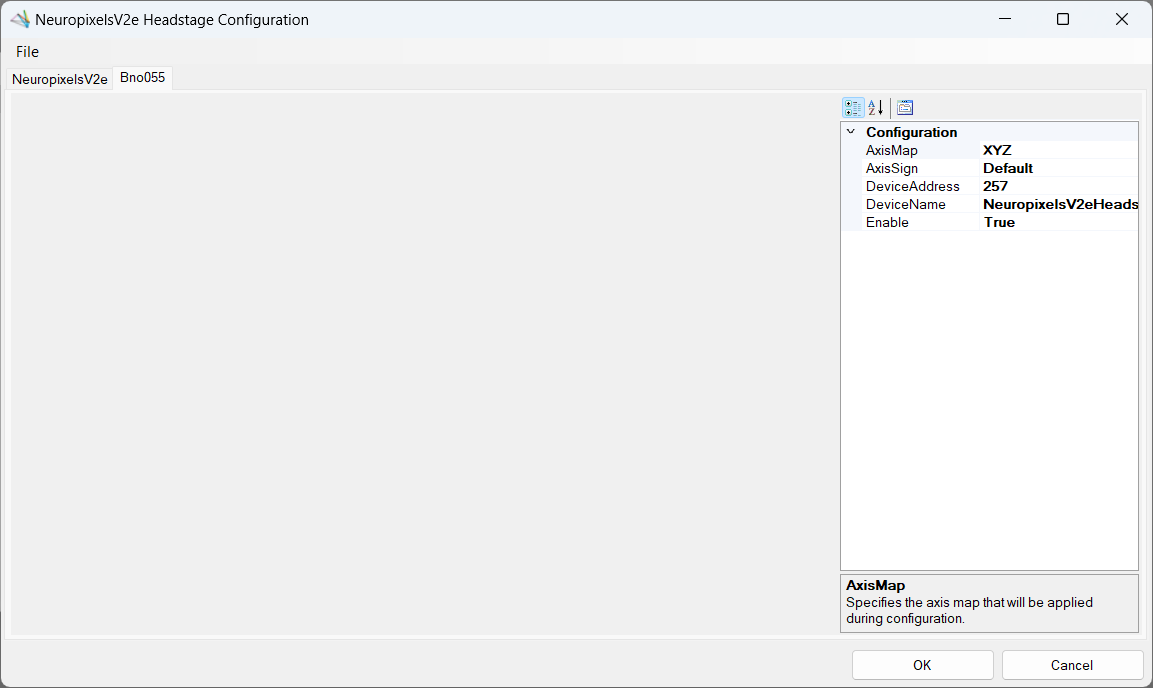 NeuropixelsV2e Headstage Configuration
File
NeuropixelsV2e Bno055
Configuration
AxisMap XYZ
AxisSign Default
DeviceAddress 257
DeviceName NeuropixelsV2eHeads
Enable True
AxisMap
Specifies the axis map that will be applied
during configuration.
OK Cancel